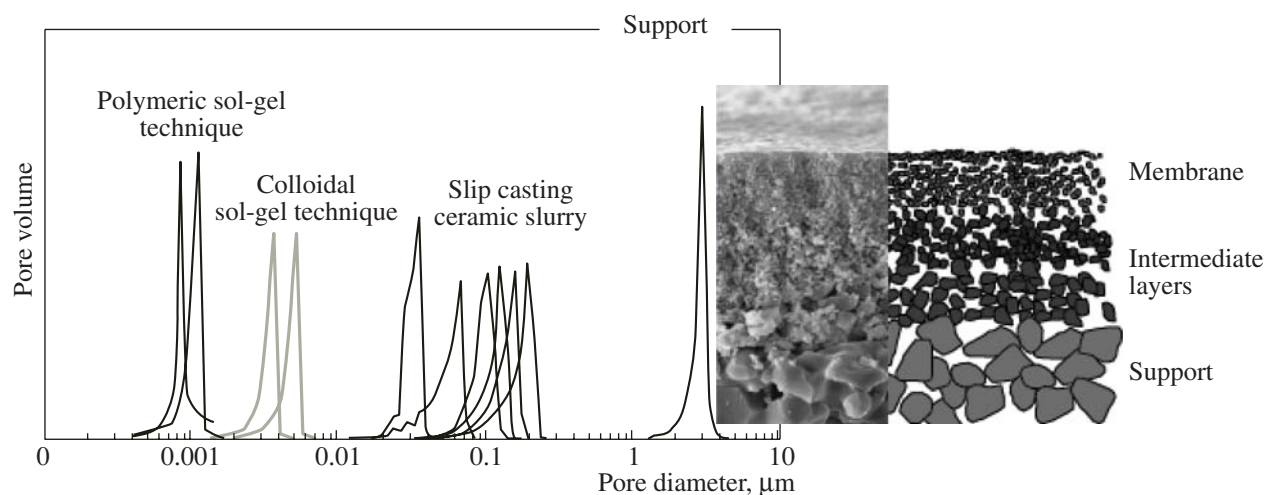 Support
Polymeric sol-gel
technique
Colloidal
sol-gel technique
Slip casting
ceramic slurry
Pore volume
Membrane
Intermediate
layers
Support
0 0.001 0.01 0.1 1 10
Pore diameter, μm